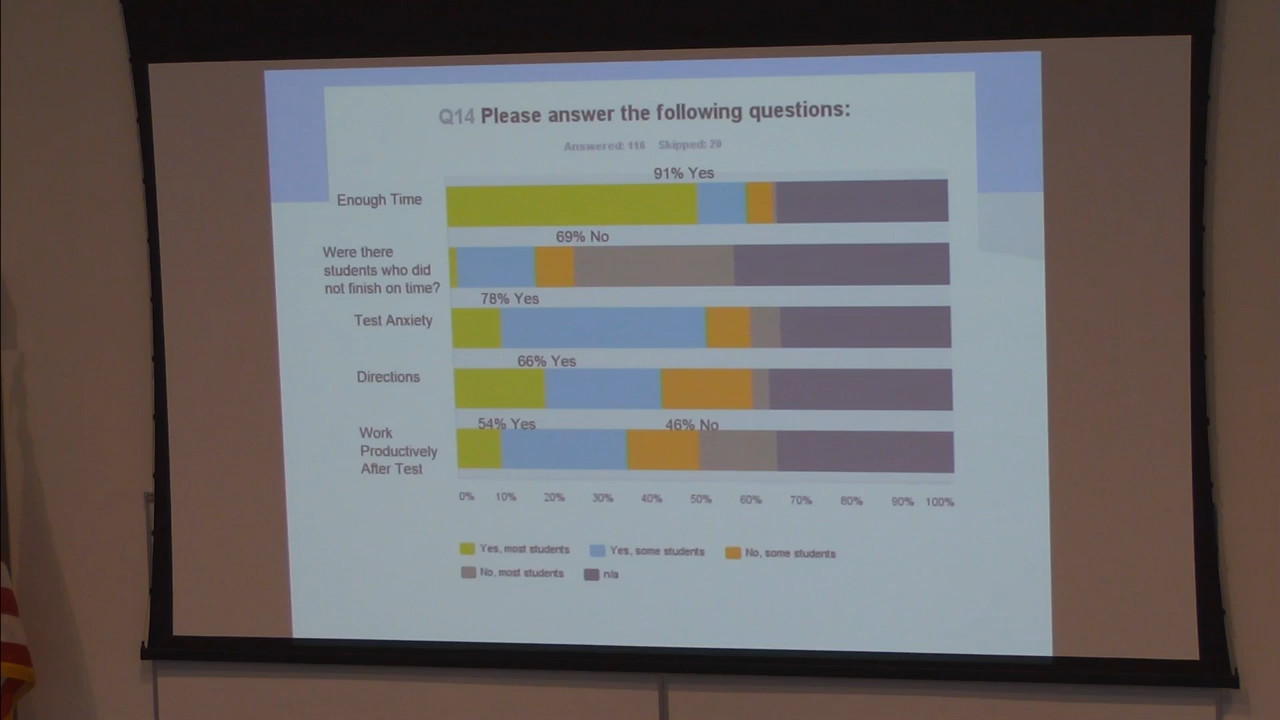 Q14 Please answer the following questions:
Answered: 116 Skipped: 20
91% Yes
Enough Time
69% No
Were there
students who did
not finish on time?
78% Yes
Test Anxiety
66% Yes
Directions
54% Yes 46% No
Work
Productively
After Test
0% 10% 20% 30% 40% 50% 60% 70% 80% 90% 100%
Yes, most students Yes, some students No, some students
No, most students n/a